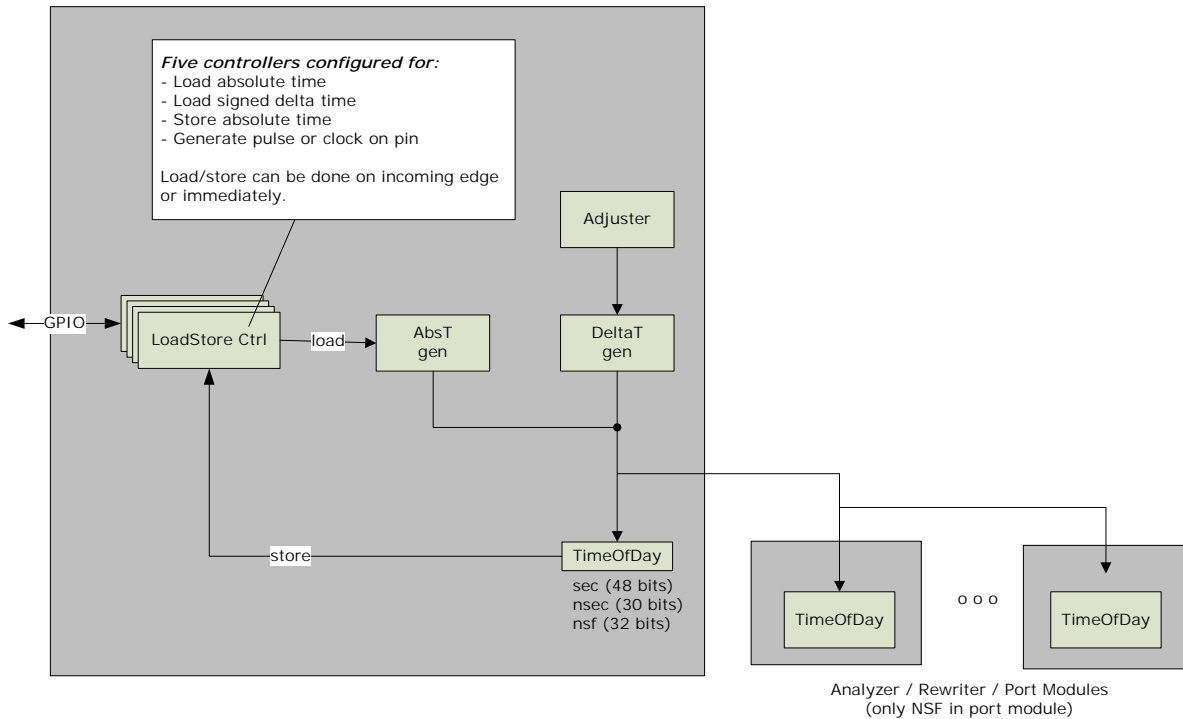 Five controllers configured for:
- Load absolute time
- Load signed delta time
- Store absolute time
- Generate pulse or clock on pin
Load/store can be done on incoming edge
or immediately.
Adjuster
GPIO
LoadStore Ctrl
load
AbsT
gen
DeltaT
gen
store
TimeOfDay
sec (48 bits)
nsec (30 bits)
nsf (32 bits)
TimeOfDay
o o o
TimeOfDay
Analyzer / Rewriter / Port Modules
(only NSF in port module)